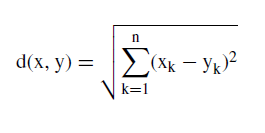 d(x, y) = √∑_{k=1}^{n} (x_k − y_k)²